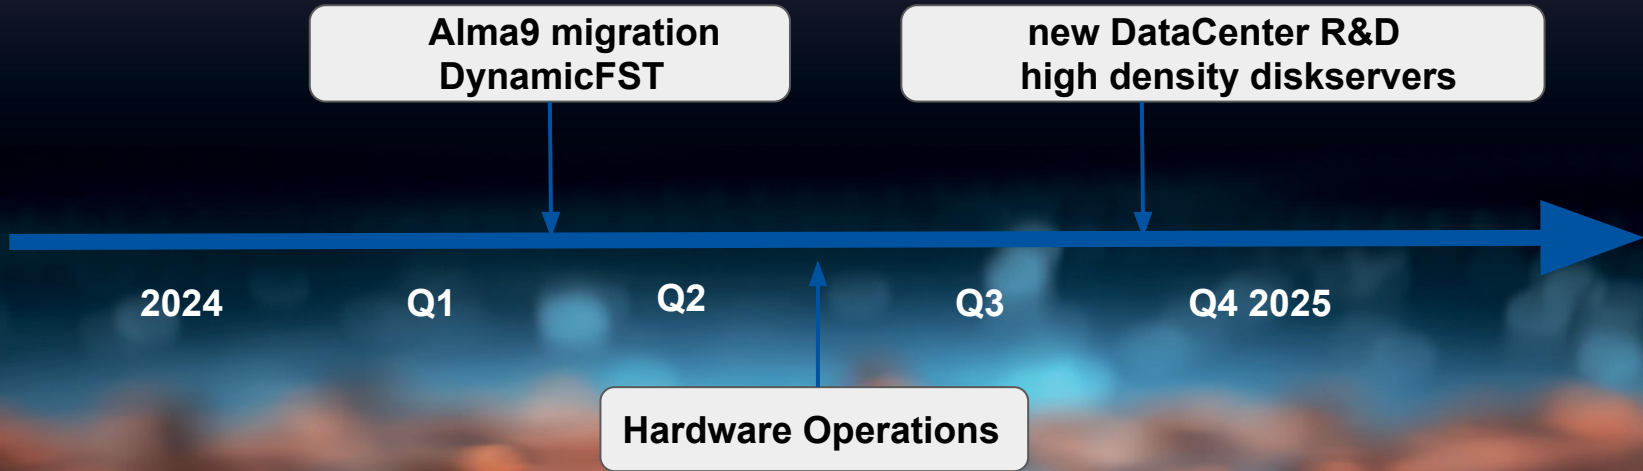 Alma9 migration
DynamicFST
new DataCenter R&D
high density diskservers
2024 Q1 Q2 Q3 Q4 2025
Hardware Operations